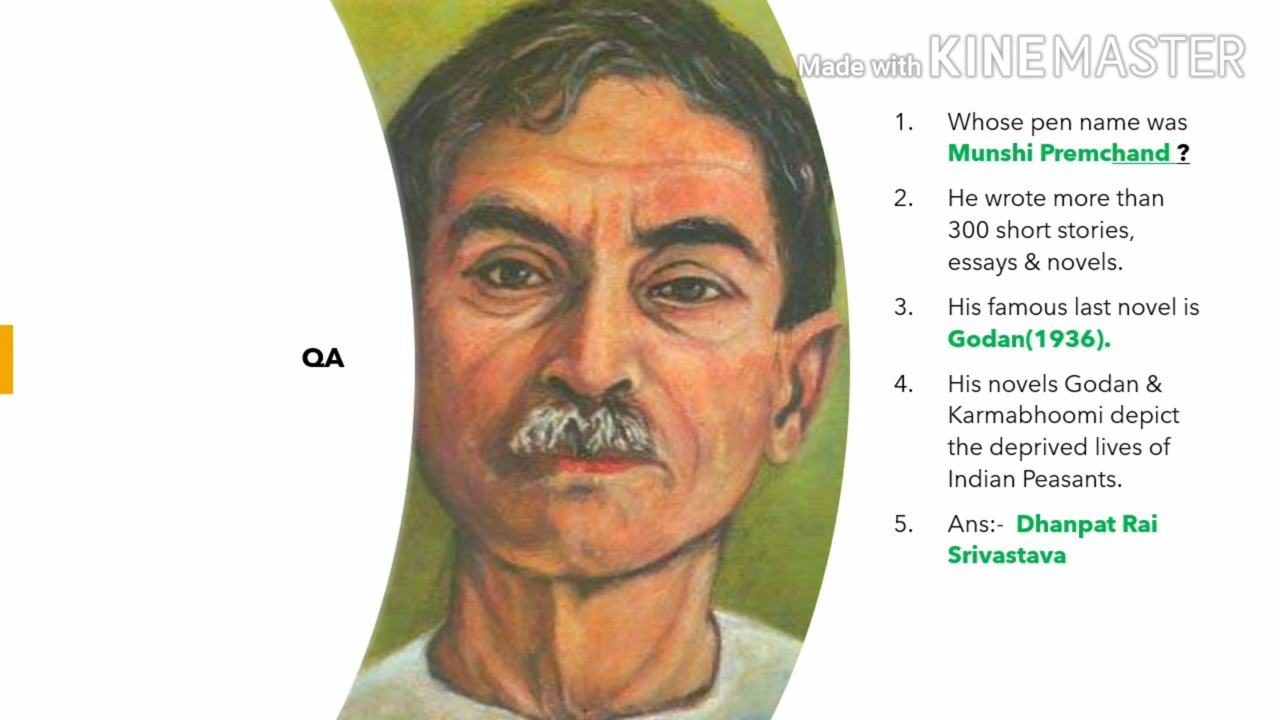 Made with KINEMASTER
1. Whose pen name was
Munshi Premchand ?
2. He wrote more than
300 short stories,
essays & novels.
3. His famous last novel is
Godan(1936).
QA
4. His novels Godan &
Karmabhoomi depict
the deprived lives of
Indian Peasants.
5. Ans:- Dhanpat Rai
Srivastava